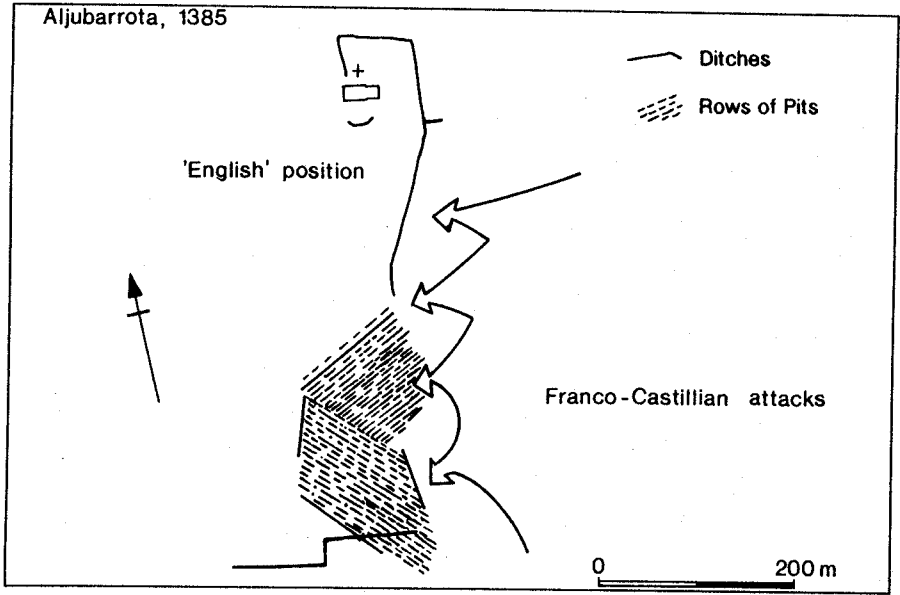 Aljubarrota, 1385
Ditches
Rows of Pits
'English' position
Franco-Castillian attacks
0 200 m